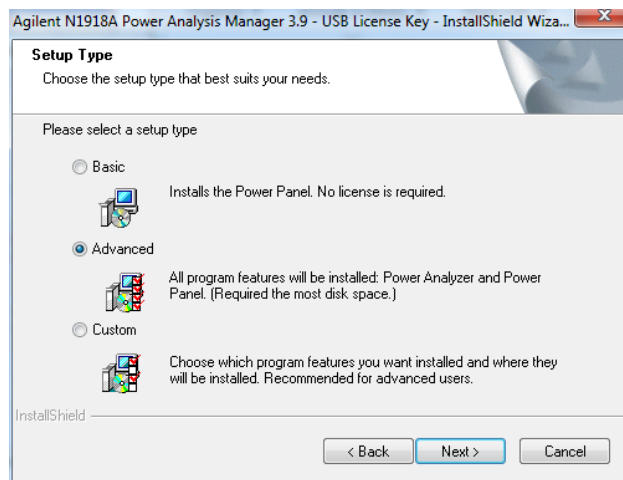 Agilent N1918A Power Analysis Manager 3.9 - USB License Key - InstallShield Wiza...
Setup Type
Choose the setup type that best suits your needs.
Please select a setup type
Basic
Installs the Power Panel. No license is required.
Advanced
All program features will be installed: Power Analyzer and Power
Panel. (Required the most disk space.)
Custom
Choose which program features you want installed and where they
will be installed. Recommended for advanced users.
InstallShield
< Back Next > Cancel